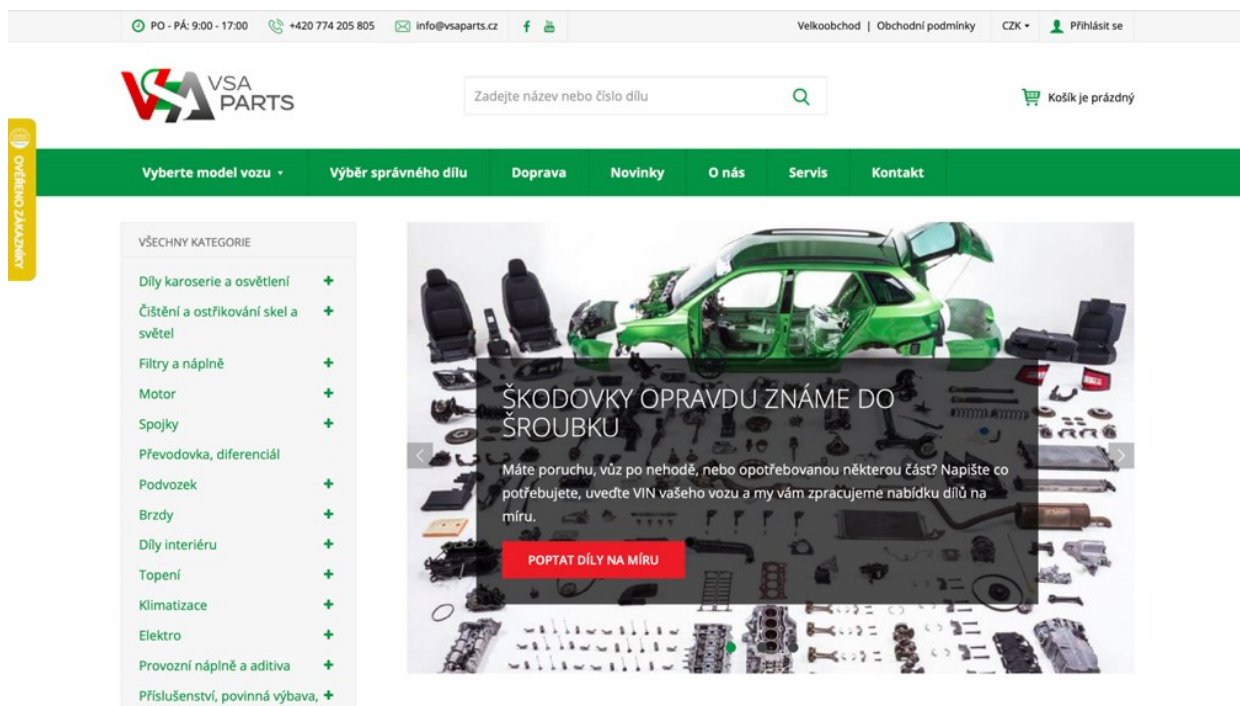 PO - PÁ: 9:00 - 17:00 +420 774 205 805 info@vsaparts.cz Velkoobchod | Obchodní podmínky CZK Přihlásit se
VSA
PARTS
Zadejte název nebo číslo dílu
Košík je prázdný
OVĚŘENO ZÁKAZNÍKY
Vyberte model vozu Výběr správného dílu Doprava Novinky O nás Servis Kontakt
VŠECHNY KATEGORIE
Díly karoserie a osvětlení +
Čištění a ostřikování skel a +
světel
Filtry a náplně +
Motor +
Spojky +
Převodovka, diferenciál
Podvozek +
Brzdy +
Díly interiéru +
Topení +
Klimatizace +
Elektro +
Provozní náplně a aditiva +
Příslušenství, povinná výbava, +
ŠKODOVKY OPRAVDU ZNÁME DO
ŠROUBKU
Máte poruchu, vůz po nehodě, nebo opotřebovanou některou část? Napište co
potřebujete, uveďte VIN vašeho vozu a my vám zpracujeme nabídku dílů na
míru.
POPTAT DÍLY NA MÍRU